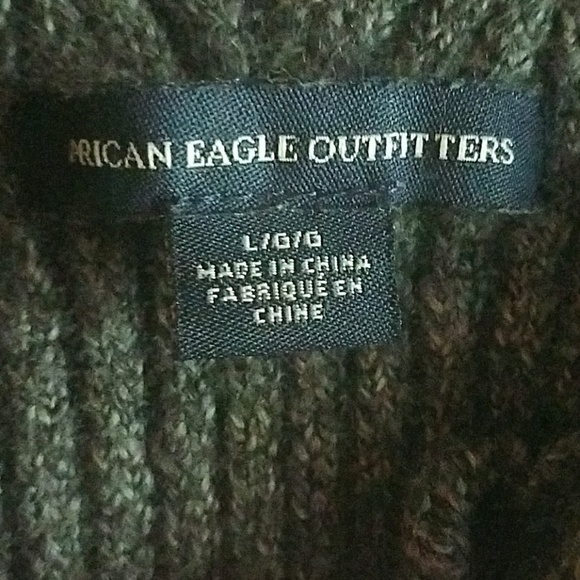 RICAN EAGLE OUTFITTERS
L/G/G
MADE IN CHINA
FABRIQUE EN
CHINE